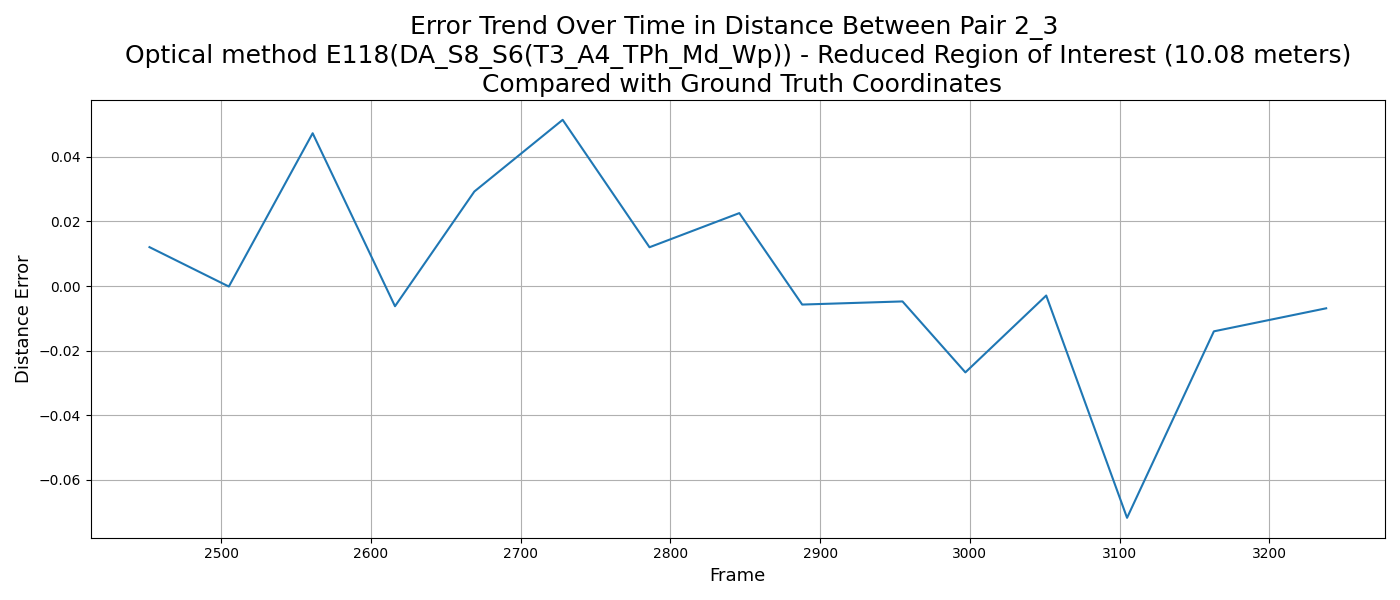 Error Trend Over Time in Distance Between Pair 2_3
Optical method E118(DA_S8_S6(T3_A4_TPh_Md_Wp)) - Reduced Region of Interest (10.08 meters)
Compared with Ground Truth Coordinates
Distance Error
0.04
0.02
0.00
−0.02
−0.04
−0.06
2500 2600 2700 2800 2900 3000 3100 3200
Frame